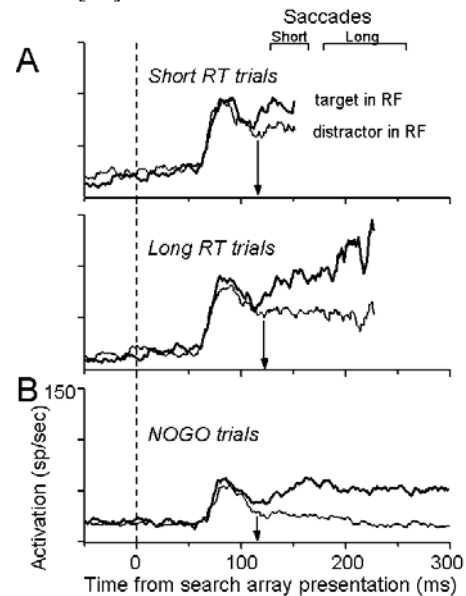 Saccades
Short Long
A
Short RT trials
target in RF
distractor in RF
Long RT trials
B
150
NOGO trials
Activation (sp/sec)
0 100 200 300
Time from search array presentation (ms)